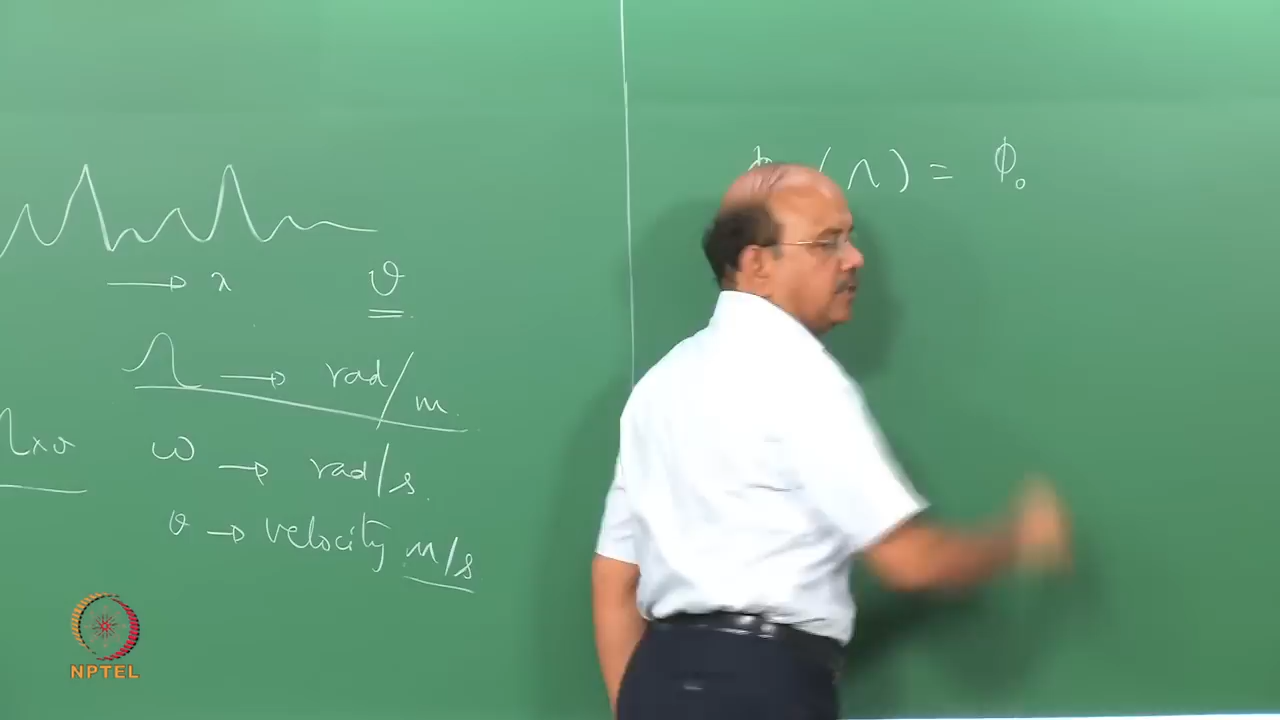 → x
ϑ
Ω → rad/m.
Ω x v
ω → rad/s.
v → velocity m/s
(Ω) = Φ₀
NPTEL